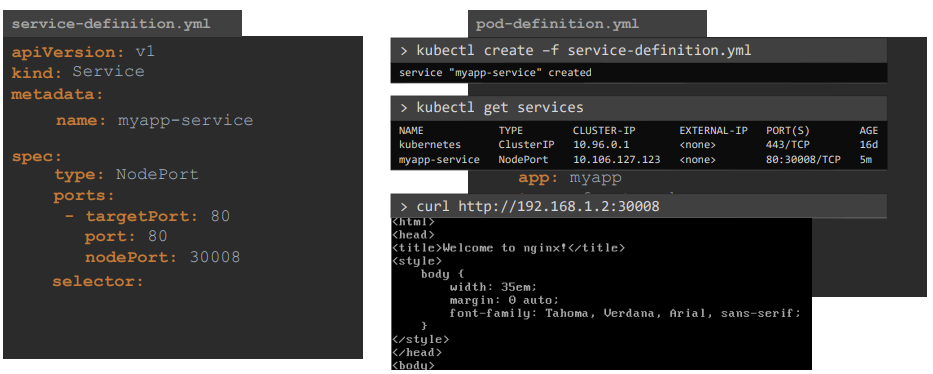 service-definition.yml
apiVersion: v1
kind: Service
metadata:
name: myapp-service
spec:
type: NodePort
ports:
- targetPort: 80
port: 80
nodePort: 30008
selector:
pod-definition.yml
> kubectl create –f service-definition.yml
service "myapp-service" created
> kubectl get services
NAME TYPE CLUSTER-IP EXTERNAL-IP PORT(S) AGE
kubernetes ClusterIP 10.96.0.1 <none> 443/TCP 16d
myapp-service NodePort 10.106.127.123 <none> 80:30008/TCP 5m
app: myapp
> curl http://192.168.1.2:30008
<html>
<head>
<title>Welcome to nginx!</title>
<style>
body {
width: 35em;
margin: 0 auto;
font-family: Tahoma, Verdana, Arial, sans-serif;
}
</style>
</head>
<body>